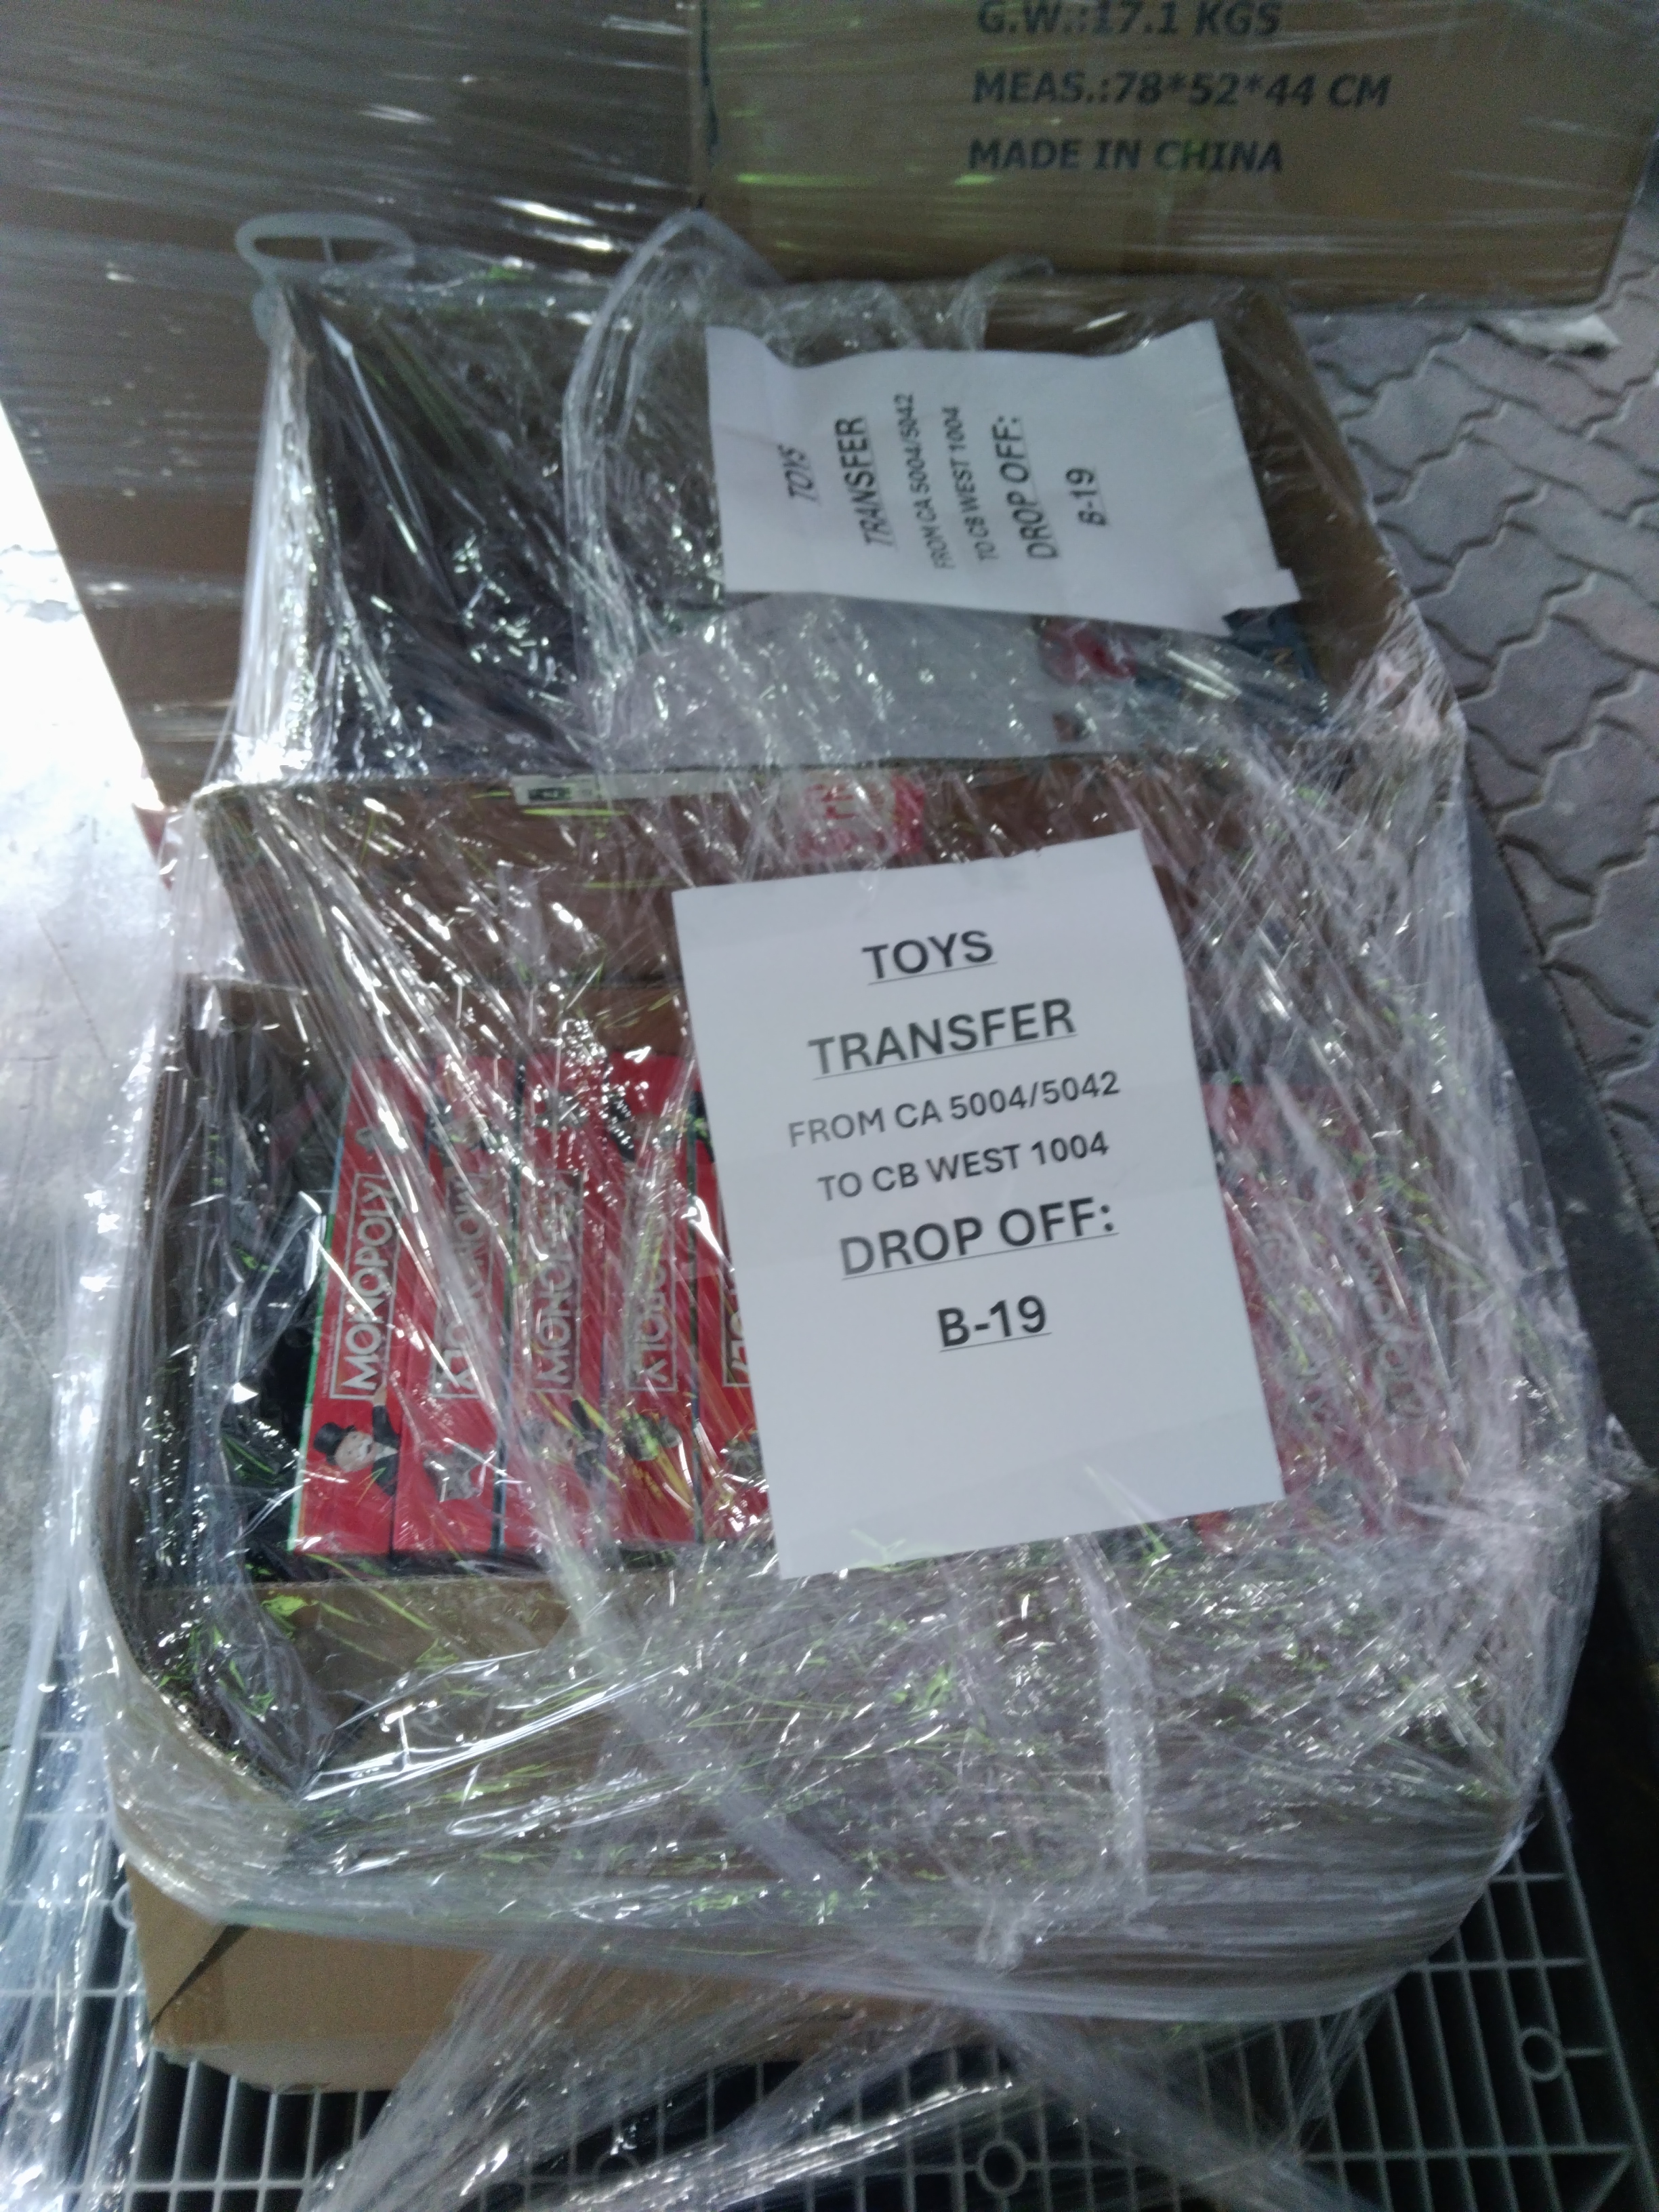 G.W.:17.1 KGS
MEAS.:78*52*44 CM
MADE IN CHINA
TOYS
TRANSFER
FROM CA 5004/5042
TO CB WEST 1004
DROP OFF:
B-19
TOYS
TRANSFER
FROM CA 5004/5042
TO CB WEST 1004
DROP OFF:
B-19
MONOPOLY
MONOPOLY
MONOPOLY
MONOPOLY